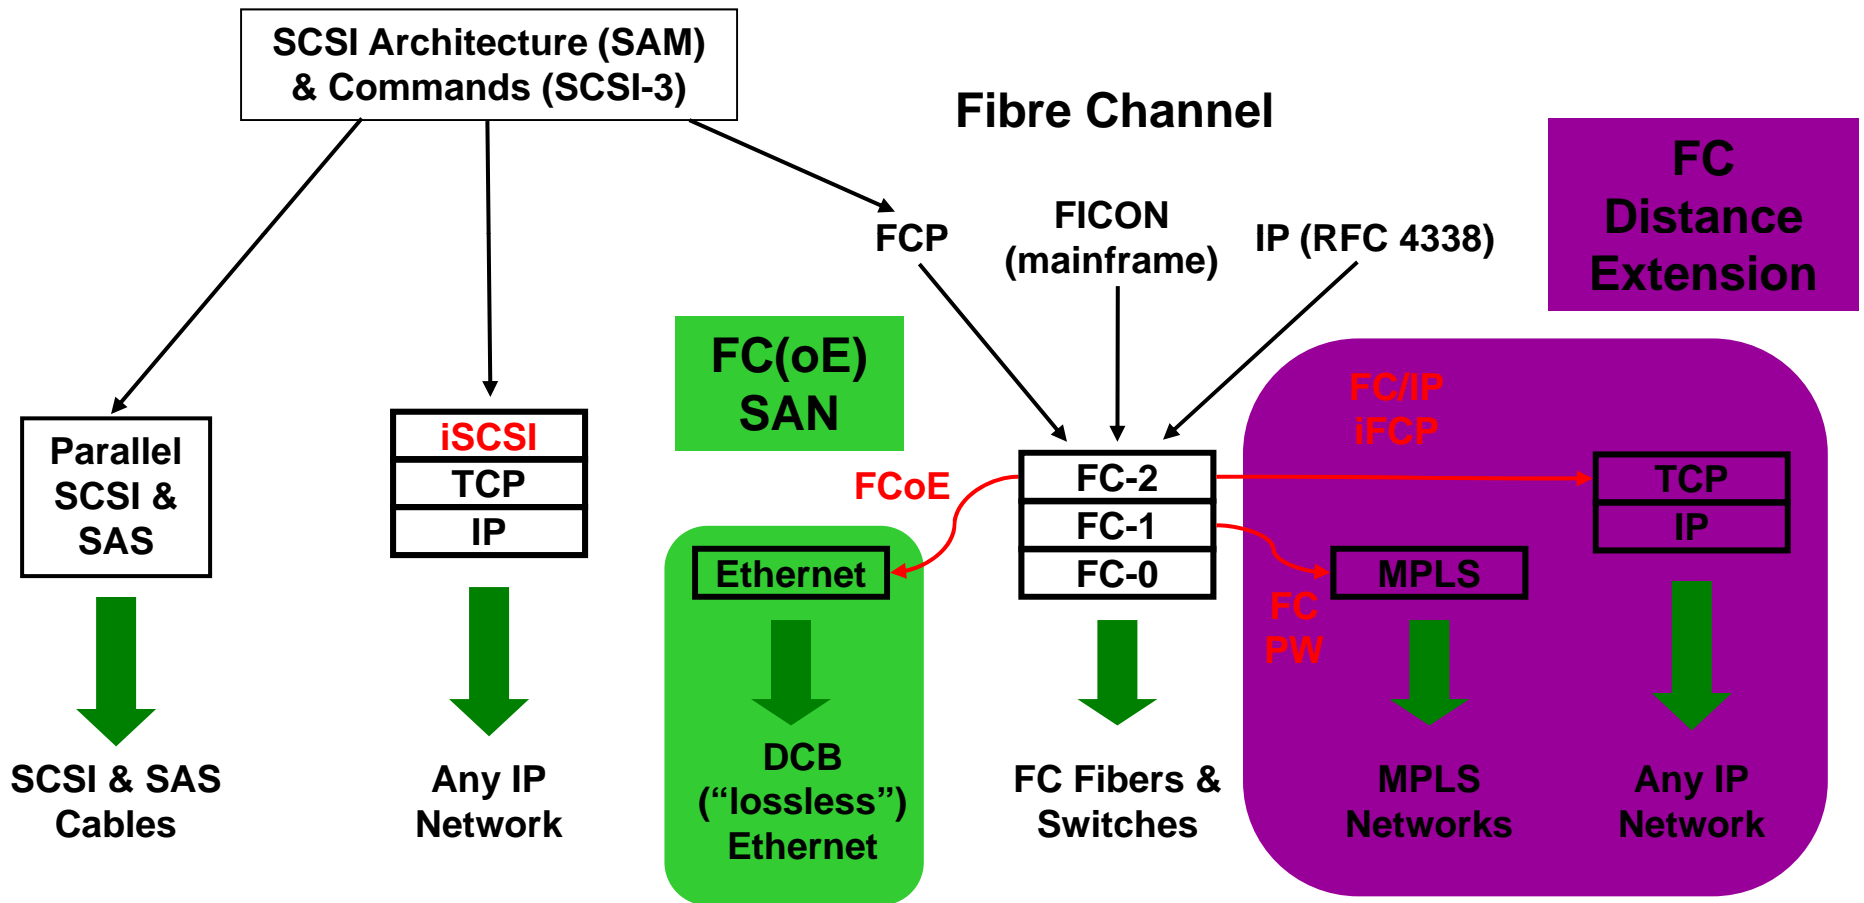 SCSI Architecture (SAM)
& Commands (SCSI-3)
Fibre Channel
FC
Distance
Extension
FCP
FICON
(mainframe)
IP (RFC 4338)
FC(oE)
SAN
FC/IP
iFCP
Parallel
SCSI &
SAS
iSCSI
TCP
IP
FCoE
FC-2
FC-1
FC-0
TCP
IP
Ethernet
MPLS
FC
PW
SCSI & SAS
Cables
Any IP
Network
DCB
(“lossless”)
Ethernet
FC Fibers &
Switches
MPLS
Networks
Any IP
Network